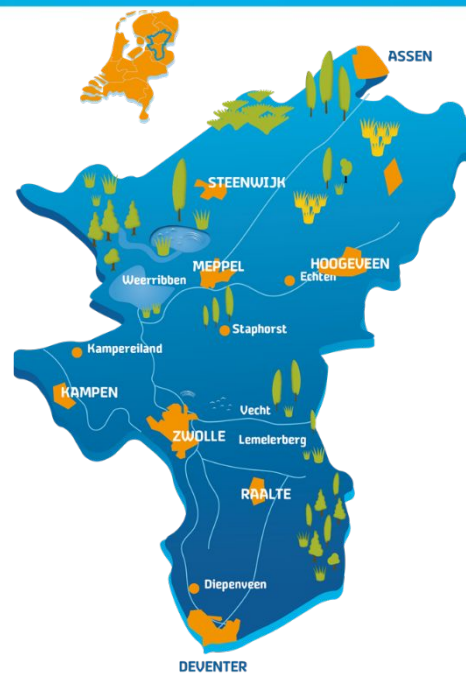 ASSEN
STEENWIJK
MEPPEL
HOOGEVEEN
Echten
Weerribben
Staphorst
Kampereiland
KAMPEN
Vecht
ZWOLLE
Lemelerberg
RAALTE
Diepenveen
DEVENTER